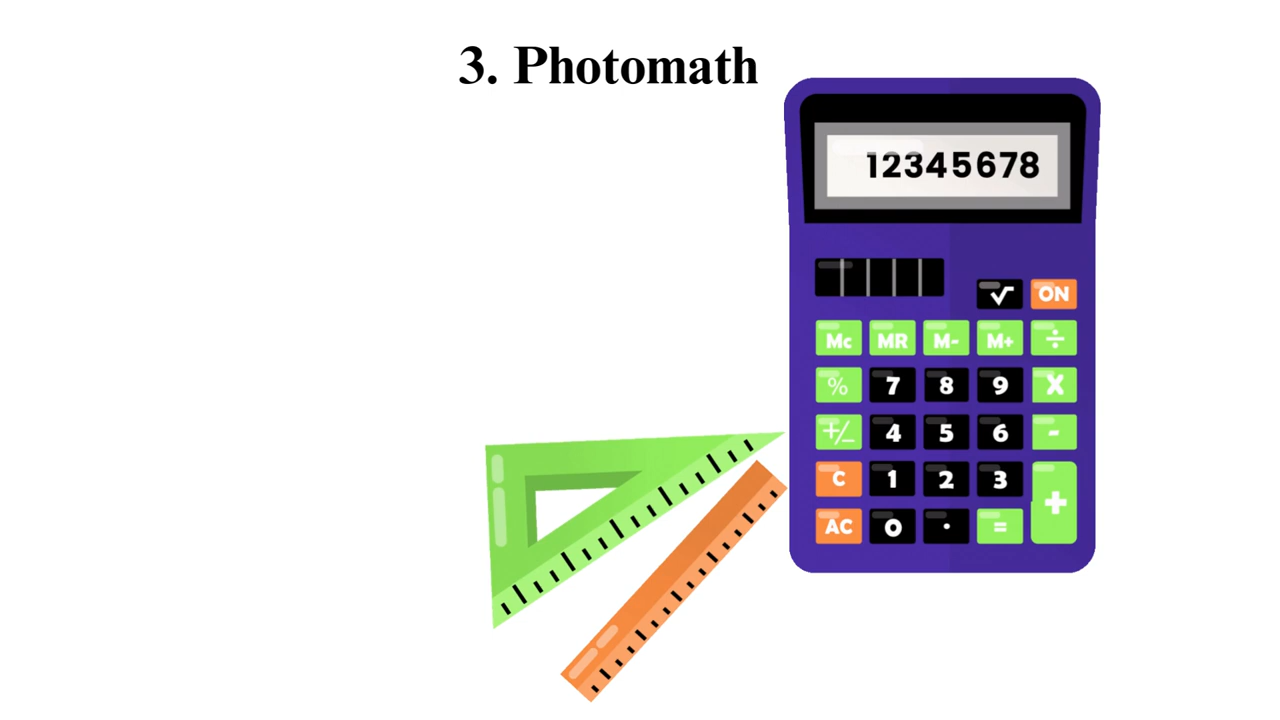 3. Photomath
12345678
√ ON
Mc MR M- M+ ÷
% 7 8 9 X
+/- 4 5 6 -
C 1 2 3 +
AC 0 . =